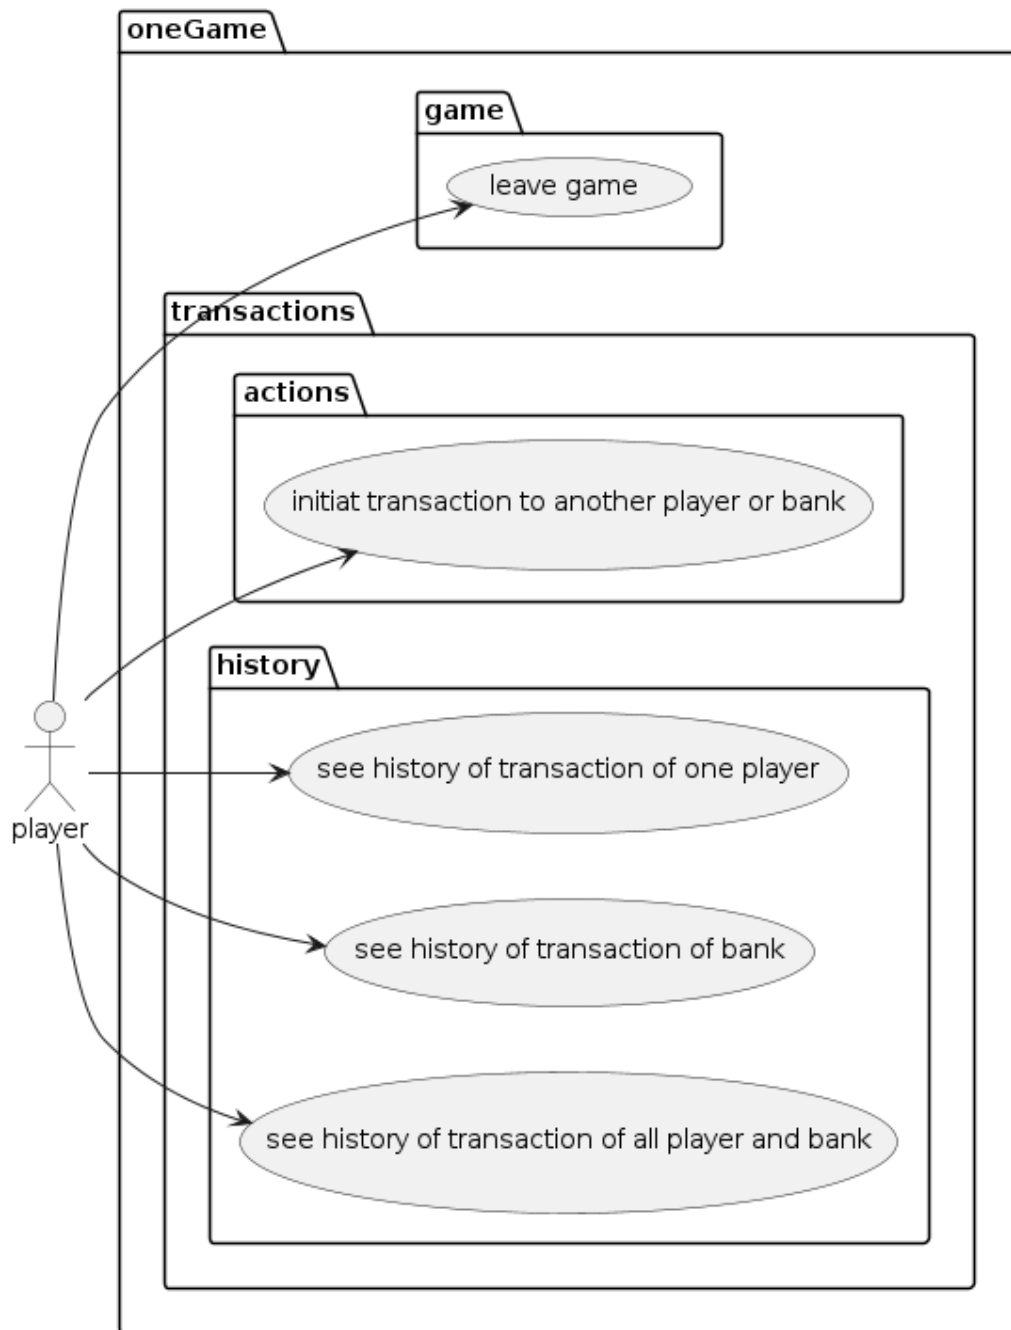 oneGame
game
leave game
transactions
actions
initiat transaction to another player or bank
history
see history of transaction of one player
player
see history of transaction of bank
see history of transaction of all player and bank